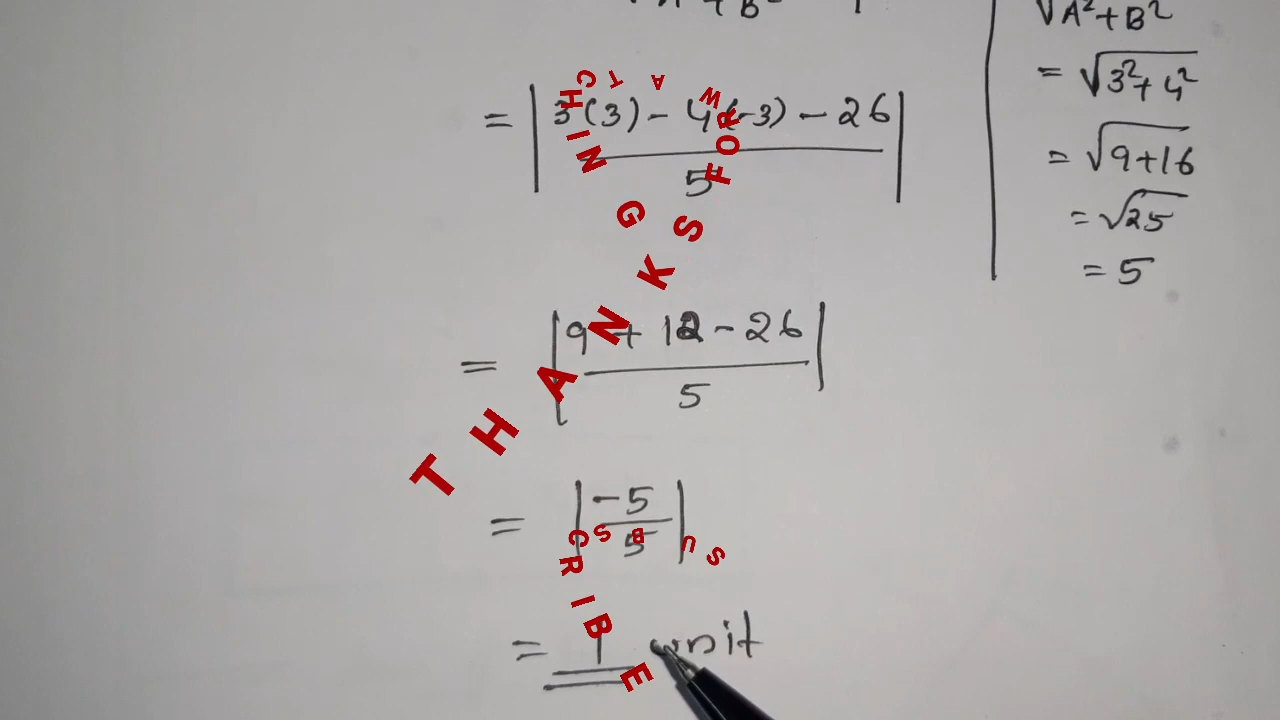 = | 3(3) - 4(-3) - 26 / 5 |
= | 9 + 12 - 26 / 5 |
= | -5 / 5 |
= 1 unit
√A²+B²
= √3²+4²
= √9+16
= √25
= 5
THANKS FOR WATCHING
SUBSCRIBE